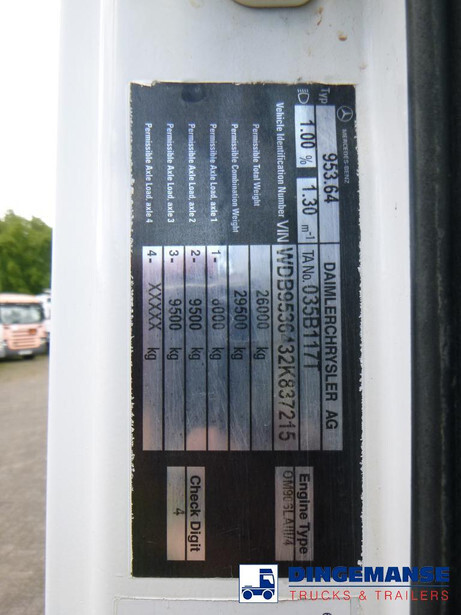 MERCEDES-BENZ
Typ 953.64 DAIMLERCHRYSLER AG
1.00 % 1.30 m⁻¹ TA No. 035B117T
Vehicle Identification Number VIN
Permissible Total Weight 26000 kg
Permissible Combination Weight 29500 kg
Permissible Axle Load, axle 1 1- kg
Permissible Axle Load, axle 2 2- 9500 kg
Permissible Axle Load, axle 3 3- 9500 kg
Permissible Axle Load, axle 4 4- XXXXX kg
Engine Type
OM906LAIII/4
Check Digit
4
DINGEMANSE
TRUCKS & TRAILERS